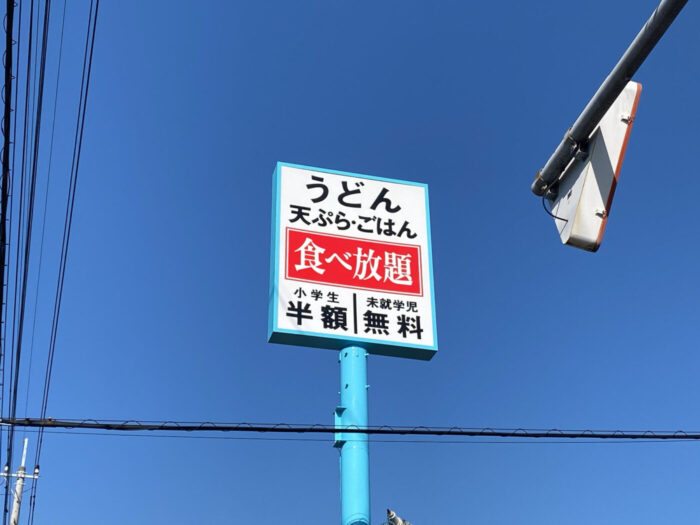 うどん
天ぷら・ごはん
食べ放題
小学生 未就学児
半額 無料